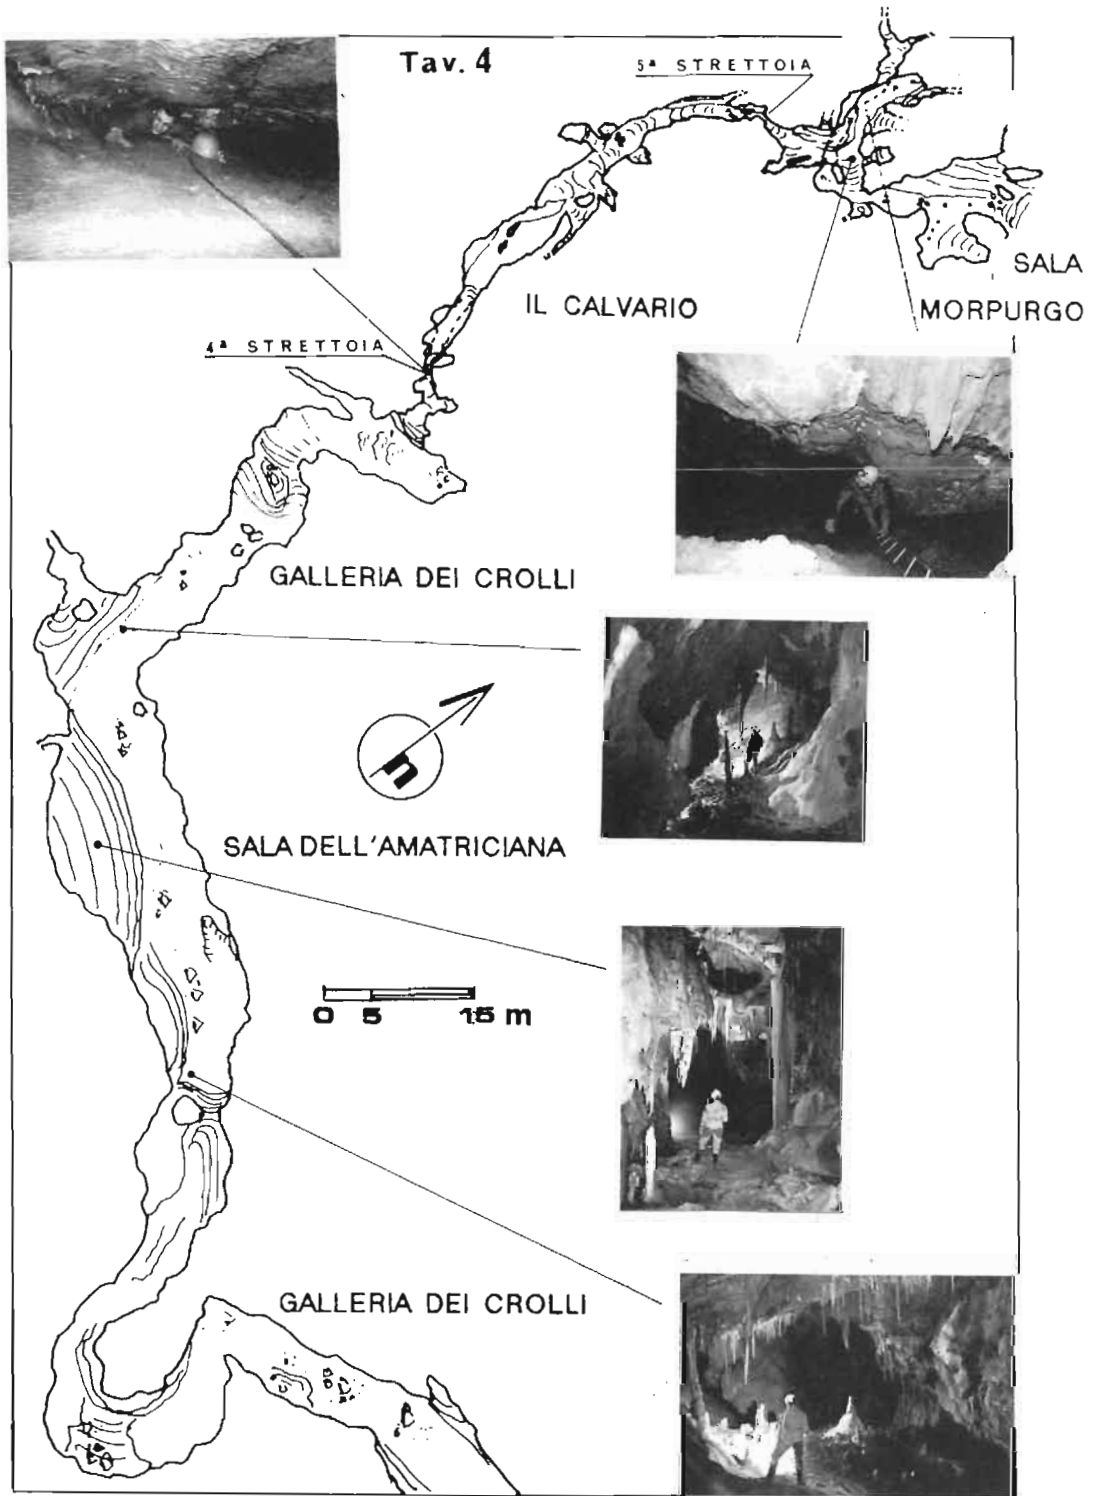 Tav. 4
5ª STRETTOIA
SALA
MORPURGO
IL CALVARIO
4ª STRETTOIA
GALLERIA DEI CROLLI
n
SALA DELL'AMATRICIANA
0 5 15 m
GALLERIA DEI CROLLI